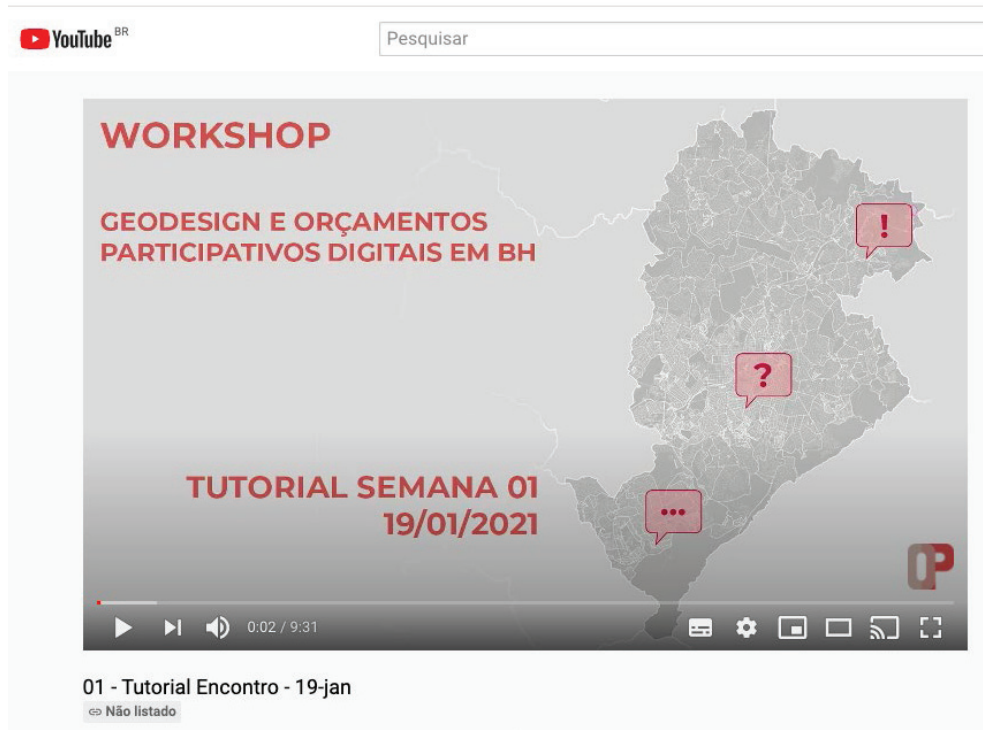 YouTube BR
Pesquisar
WORKSHOP
GEODESIGN E ORÇAMENTOS
PARTICIPATIVOS DIGITAIS EM BH
!
?
...
TUTORIAL SEMANA 01
19/01/2021
OP
0:02 / 9:31
01 - Tutorial Encontro - 19-jan
Não listado